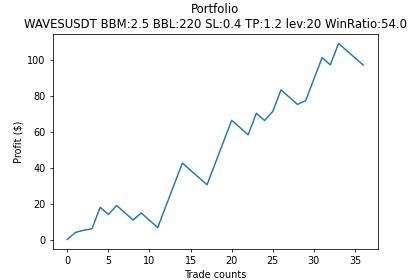 Portfolio
WAVESUSDT BBM:2.5 BBL:220 SL:0.4 TP:1.2 lev:20 WinRatio:54.0
100
80
60
40
20
0
Profit ($)
0 5 10 15 20 25 30 35
Trade counts